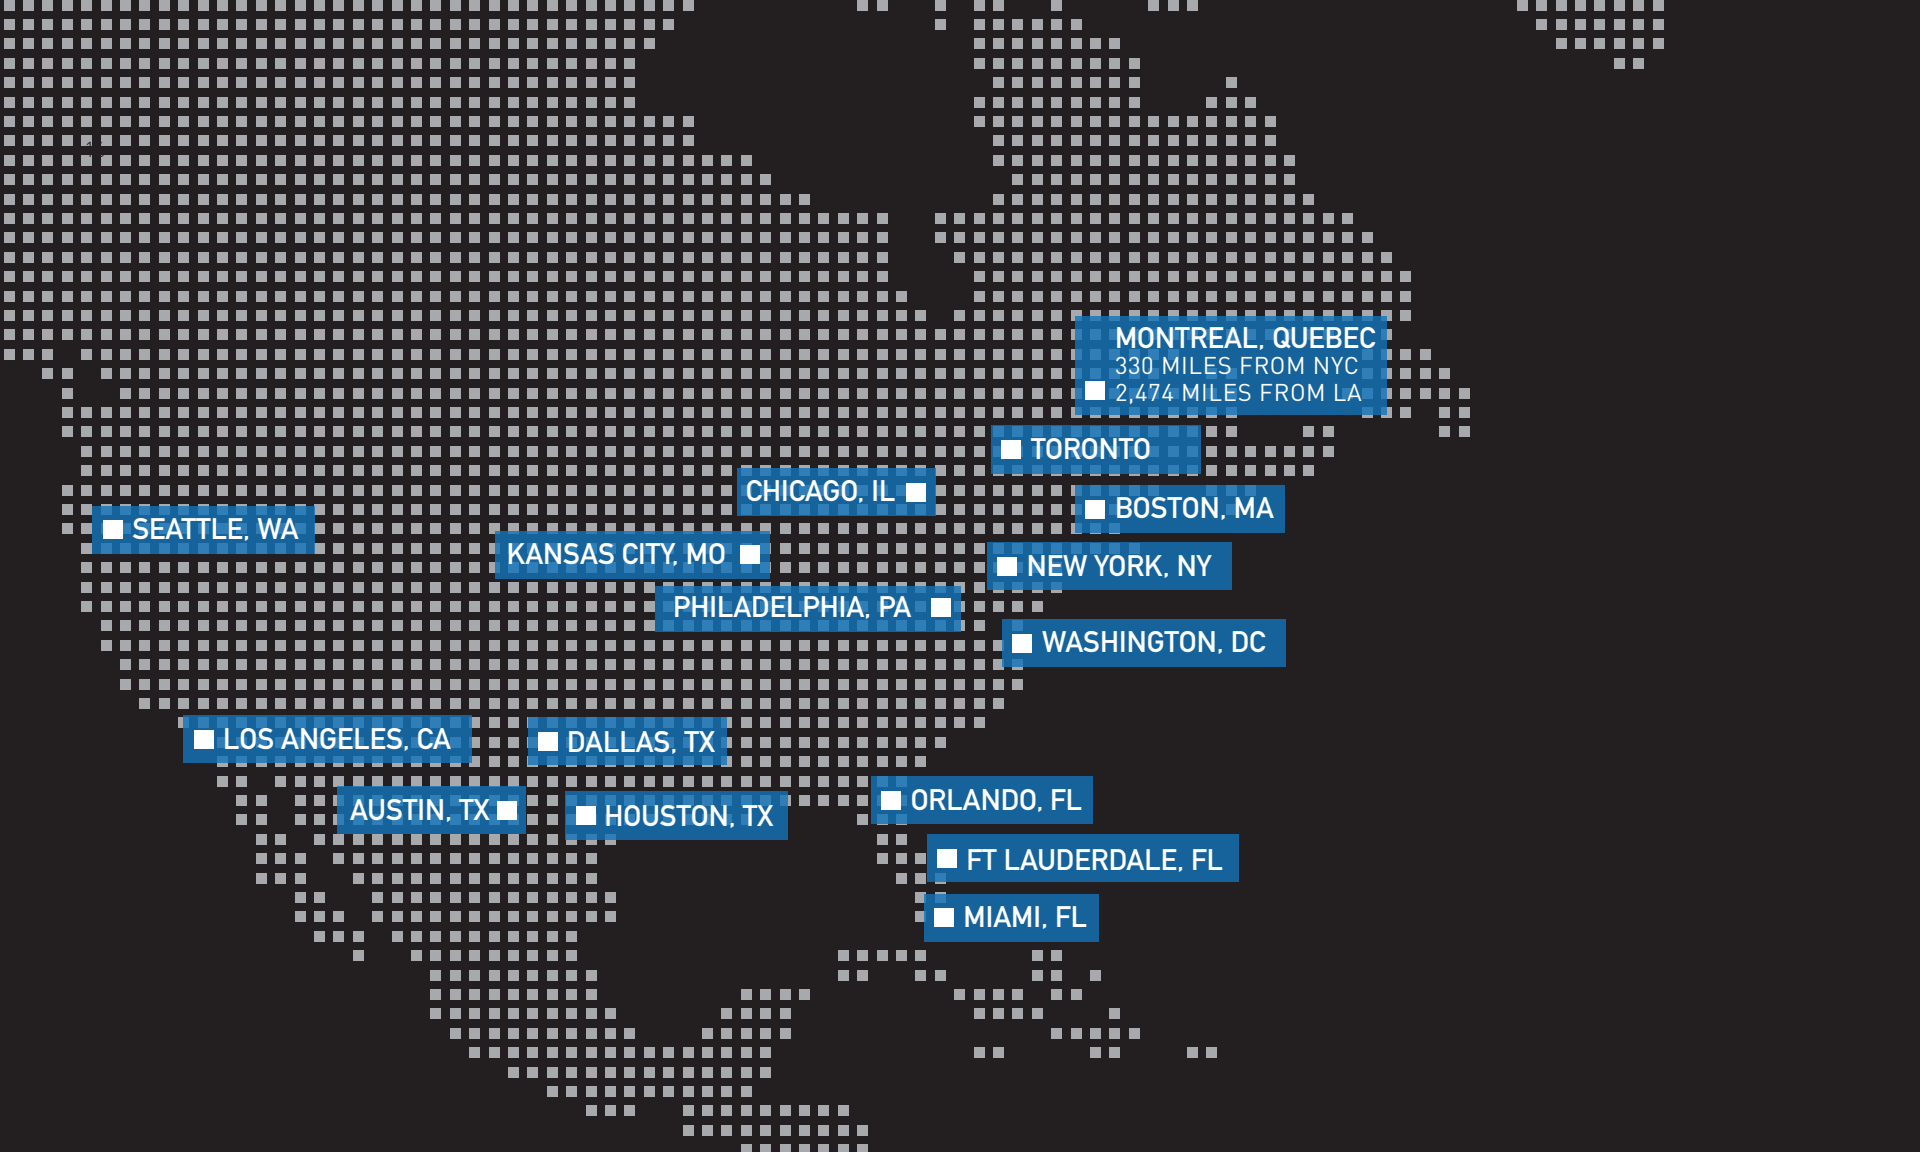 MONTREAL, QUEBEC
330 MILES FROM NYC
2,474 MILES FROM LA
TORONTO
CHICAGO, IL
BOSTON, MA
SEATTLE, WA
KANSAS CITY, MO
NEW YORK, NY
PHILADELPHIA, PA
WASHINGTON, DC
LOS ANGELES, CA
DALLAS, TX
ORLANDO, FL
AUSTIN, TX
HOUSTON, TX
FT LAUDERDALE, FL
MIAMI, FL